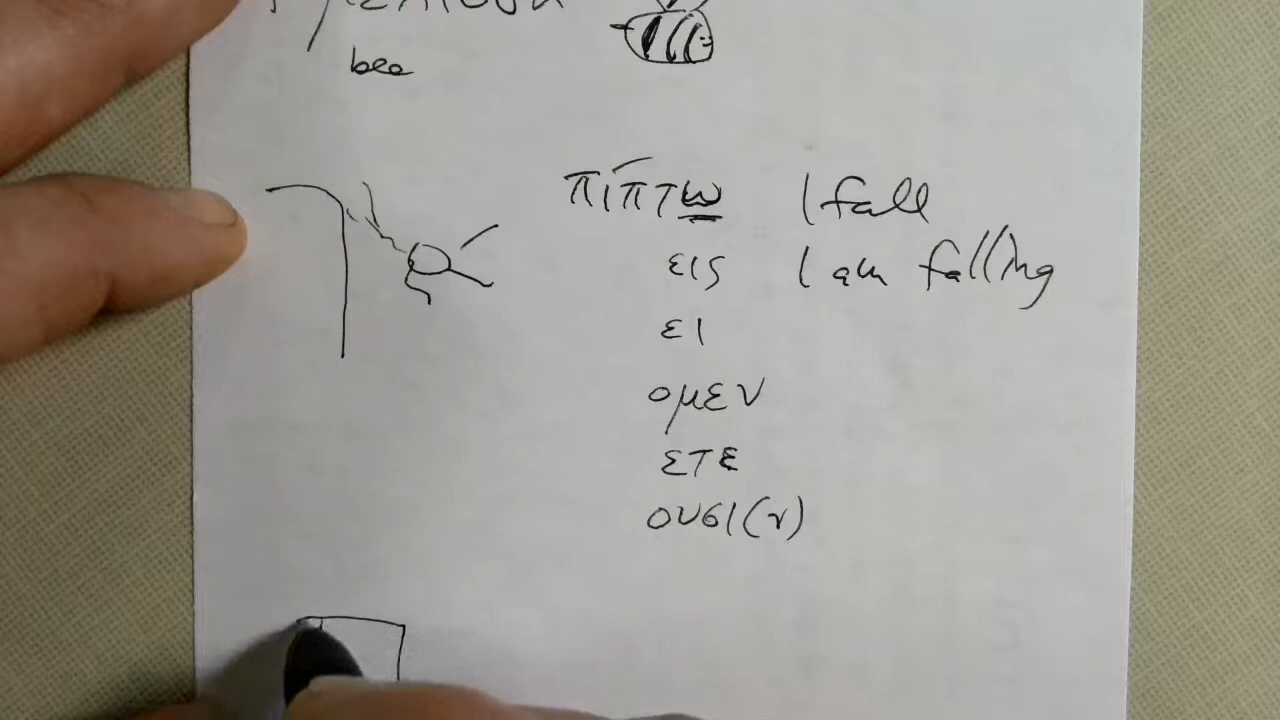 bee
πίπτω I fall
εις I am falling
ει
ομεν
ετε
ουσι(ν)